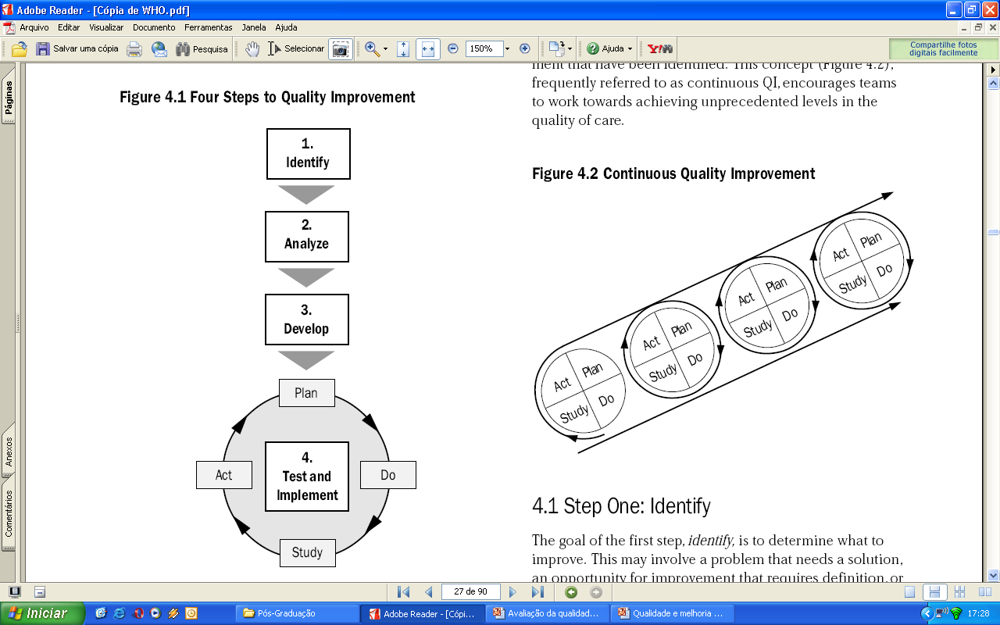 Adobe Reader - [Cópia de WHO.pdf]
Arquivo Editar Visualizar Documento Ferramentas Janela Ajuda
Salvar uma cópia Pesquisa Selecionar 150% Ajuda Y! Compartilhe fotos digitais facilmente
Páginas
Anexos
Comentários
Figure 4.1 Four Steps to Quality Improvement
1.
Identify
2.
Analyze
3.
Develop
Plan
Act
4.
Test and
Implement
Do
Study
ment that have been identified. This concept (Figure 4.2),
frequently referred to as continuous QI, encourages teams
to work towards achieving unprecedented levels in the
quality of care.
Figure 4.2 Continuous Quality Improvement
Act Plan
Study Do
Act Plan
Study Do
Act Plan
Study Do
Act Plan
Study Do
4.1 Step One: Identify
The goal of the first step, identify, is to determine what to
improve. This may involve a problem that needs a solution,
an opportunity for improvement that requires definition, or
27 de 90
Iniciar Pós-Graduação Adobe Reader - [Cópi... Avaliação da qualidad... Qualidade e melhoria ... 17:28